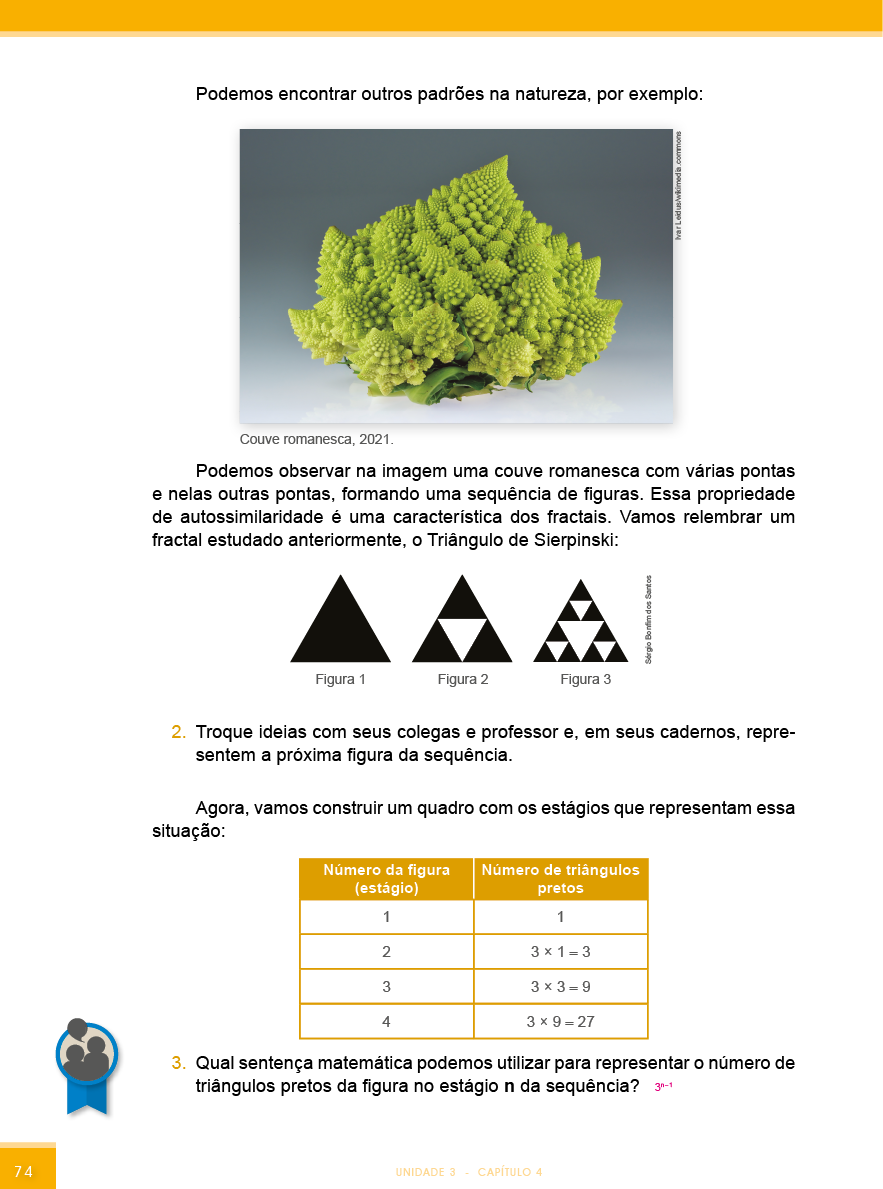 Podemos encontrar outros padrões na natureza, por exemplo:
Ivar Leidus/wikimedia.commons
Couve romanesca, 2021.
Podemos observar na imagem uma couve romanesca com várias pontas
e nelas outras pontas, formando uma sequência de figuras. Essa propriedade
de autossimilaridade é uma característica dos fractais. Vamos relembrar um
fractal estudado anteriormente, o Triângulo de Sierpinski:
Sérgio Bonfim dos Santos
Figura 1 Figura 2 Figura 3
2. Troque ideias com seus colegas e professor e, em seus cadernos, repre-
sentem a próxima figura da sequência.
Agora, vamos construir um quadro com os estágios que representam essa
situação:
Número da figura (estágio) Número de triângulos pretos
1 1
2 3 × 1 = 3
3 3 × 3 = 9
4 3 × 9 = 27
3. Qual sentença matemática podemos utilizar para representar o número de
triângulos pretos da figura no estágio n da sequência? 3ⁿ⁻¹
74
UNIDADE 3 - CAPÍTULO 4